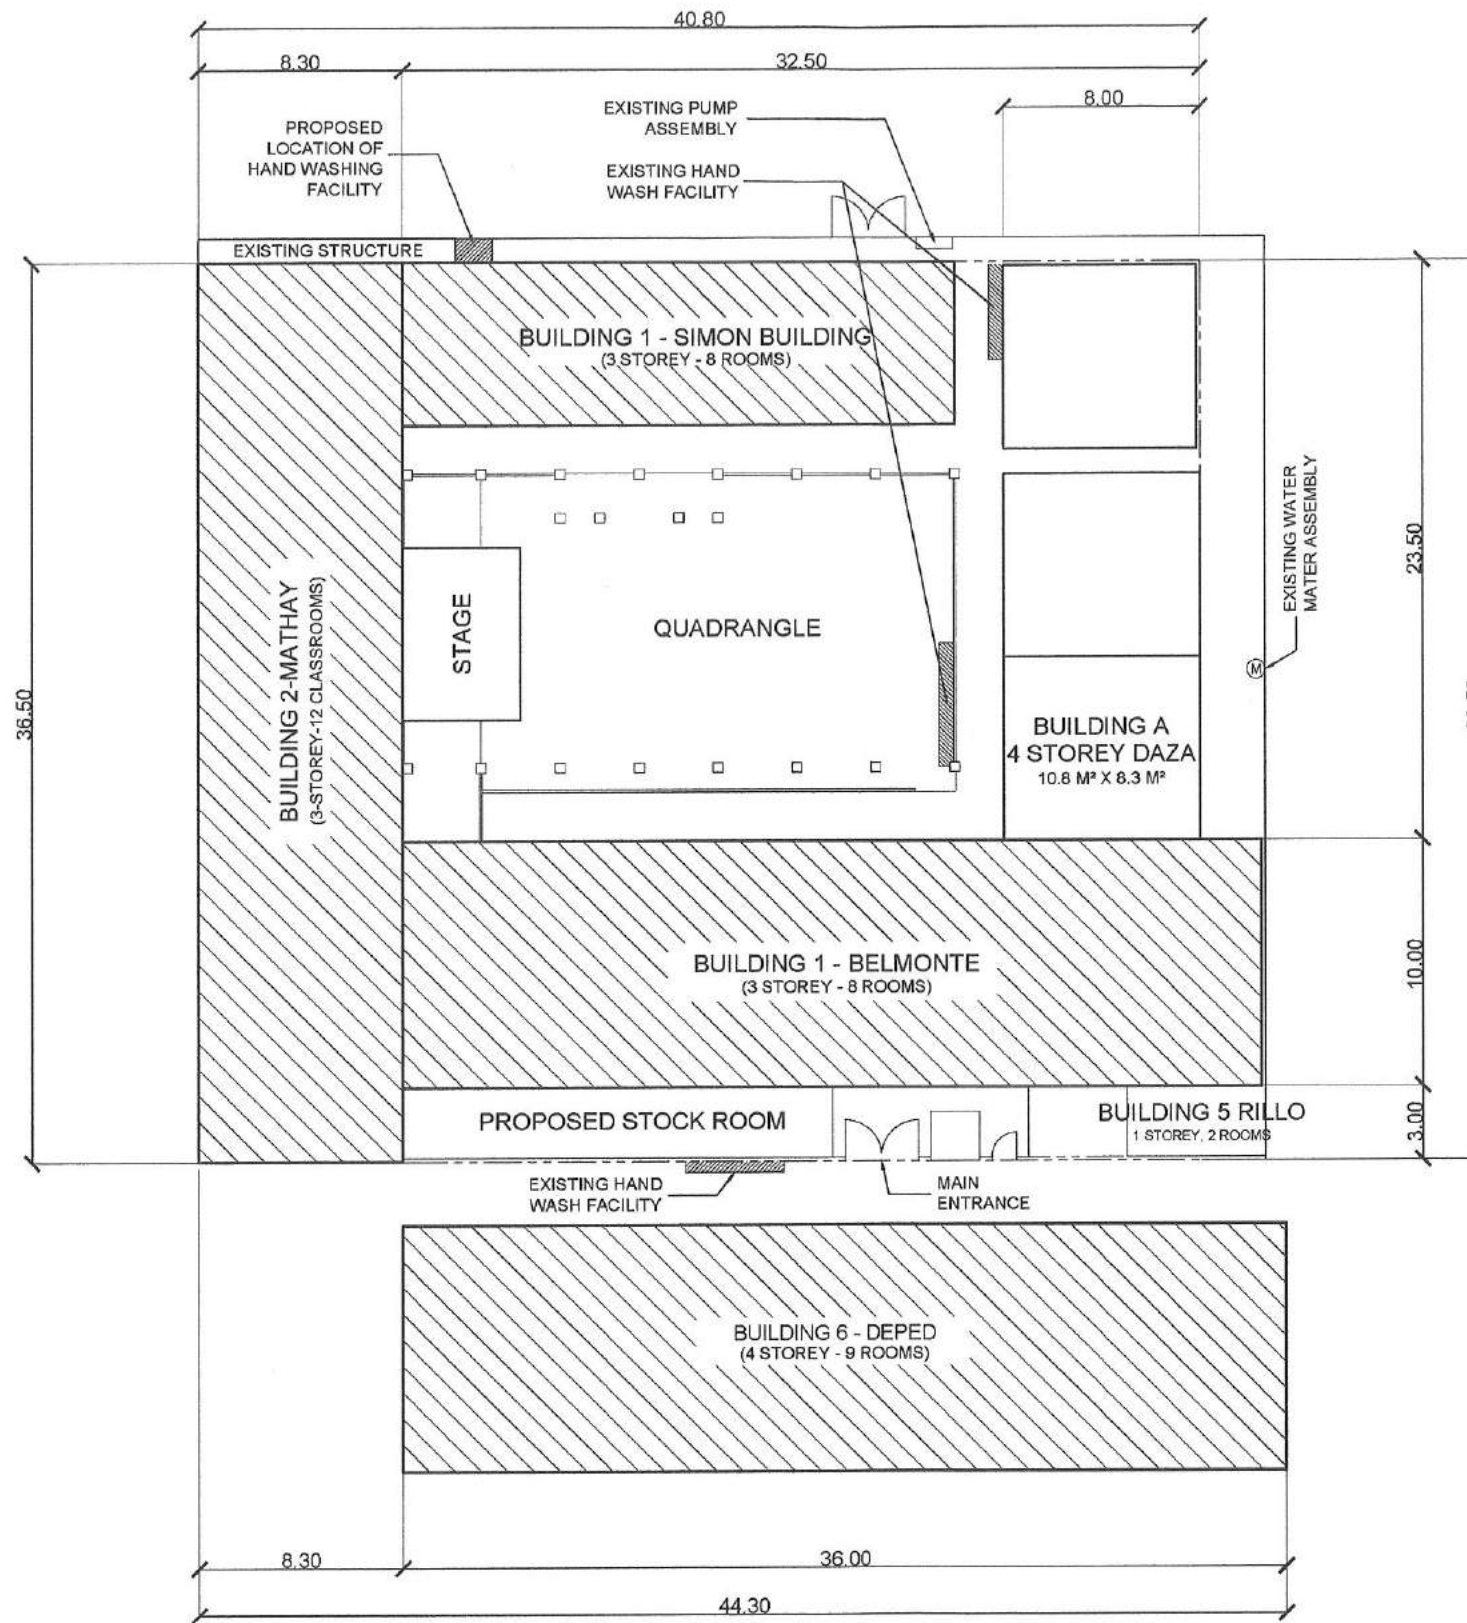 40.80
8.30
32.50
8.00
EXISTING PUMP
ASSEMBLY
PROPOSED
LOCATION OF
HAND WASHING
FACILITY
EXISTING HAND
WASH FACILITY
EXISTING STRUCTURE
BUILDING 1 - SIMON BUILDING
(3 STOREY - 8 ROOMS)
EXISTING WATER
MATER ASSEMBLY
23.50
BUILDING 2-MATHAY
(3-STOREY-12 CLASSROOMS)
STAGE
QUADRANGLE
M
36.50
BUILDING A
4 STOREY DAZA
10.8 M² X 8.3 M²
BUILDING 1 - BELMONTE
(3 STOREY - 8 ROOMS)
10.00
PROPOSED STOCK ROOM
BUILDING 5 RILLO
1 STOREY, 2 ROOMS
3.00
EXISTING HAND
WASH FACILITY
MAIN
ENTRANCE
BUILDING 6 - DEPED
(4 STOREY - 9 ROOMS)
8.30
36.00
44.30